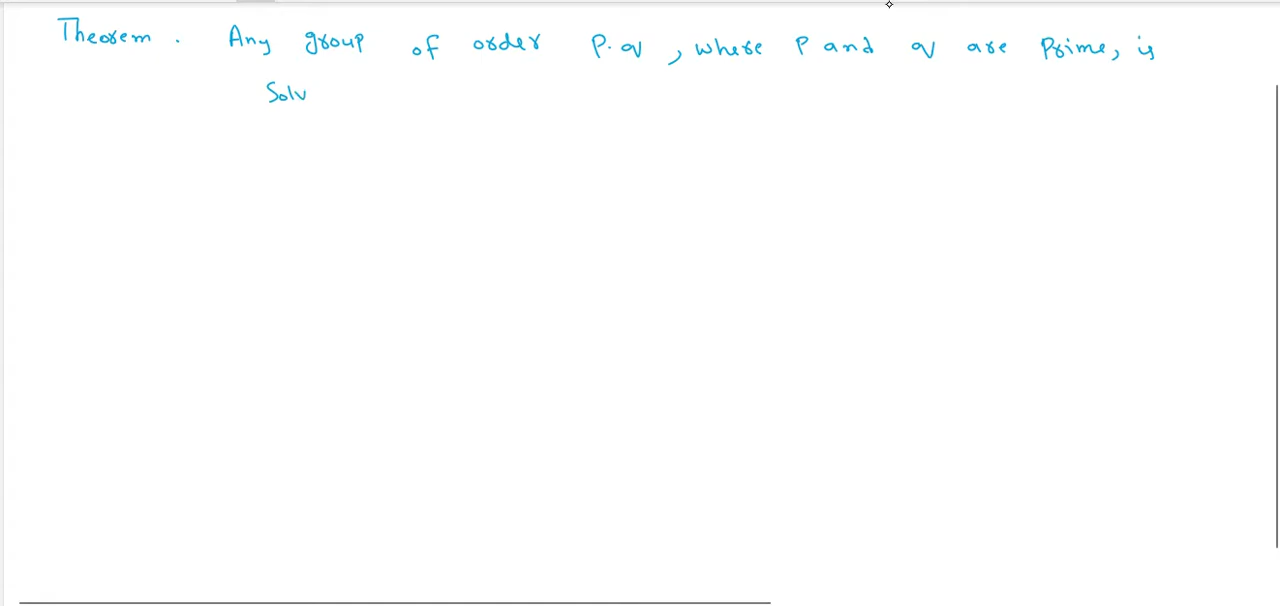 Theorem. Any group of order p.q, where p and q are prime, is
Solv